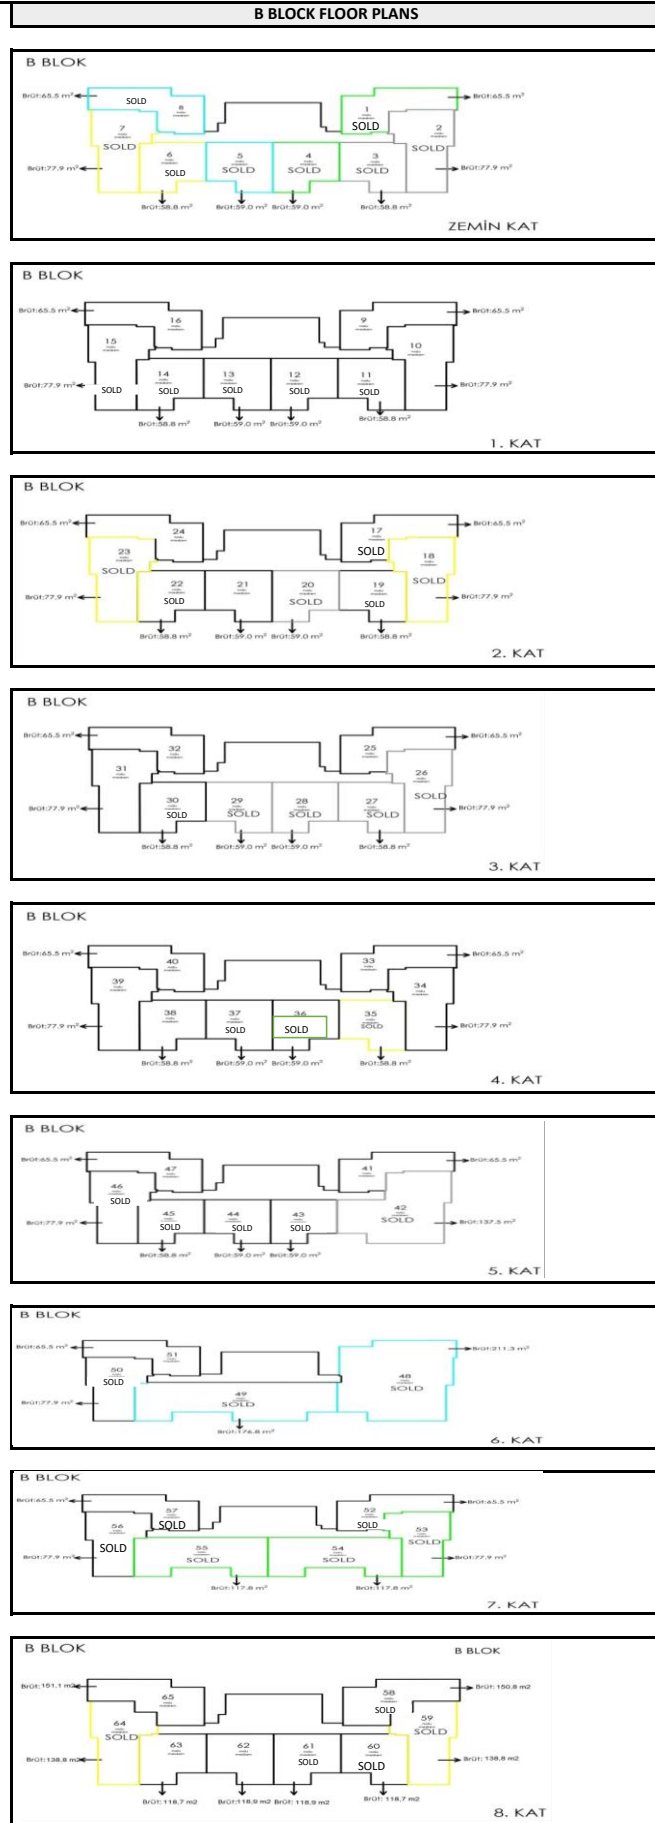 B BLOCK FLOOR PLANS
B BLOK
Brüt:65.5 m² SOLD 8 1 SOLD Brüt:65.5 m²
7 SOLD 2 SOLD
6 SOLD 5 SOLD 4 SOLD 3 SOLD
Brüt:77.9 m² Brüt:77.9 m²
Brüt:58.8 m² Brüt:59.0 m² Brüt:59.0 m² Brüt:58.8 m²
ZEMİN KAT
B BLOK
Brüt:65.5 m² 16 9 Brüt:65.5 m²
15 10
14 13 12 11
Brüt:77.9 m² SOLD SOLD SOLD SOLD SOLD Brüt:77.9 m²
Brüt:58.8 m² Brüt:59.0 m² Brüt:59.0 m² Brüt:58.8 m²
1. KAT
B BLOK
Brüt:65.5 m² 24 17 SOLD Brüt:65.5 m²
23 SOLD 18 SOLD
22 SOLD 21 20 SOLD 19 SOLD
Brüt:77.9 m² Brüt:77.9 m²
Brüt:58.8 m² Brüt:59.0 m² Brüt:59.0 m² Brüt:58.8 m²
2. KAT
B BLOK
Brüt:65.5 m² 32 25 Brüt:65.5 m²
31 26 SOLD
30 SOLD 29 SOLD 28 SOLD 27 SOLD
Brüt:77.9 m² Brüt:77.9 m²
Brüt:58.8 m² Brüt:59.0 m² Brüt:59.0 m² Brüt:58.8 m²
3. KAT
B BLOK
Brüt:65.5 m² 40 33 Brüt:65.5 m²
39 34
38 37 SOLD 36 SOLD 35 SOLD
Brüt:77.9 m² Brüt:77.9 m²
Brüt:58.8 m² Brüt:59.0 m² Brüt:59.0 m² Brüt:58.8 m²
4. KAT
B BLOK
Brüt:65.5 m² 47 41 Brüt:65.5 m²
46 SOLD
45 SOLD 44 SOLD 43 SOLD 42 SOLD
Brüt:77.9 m² Brüt:137.5 m²
Brüt:58.8 m² Brüt:59.0 m² Brüt:59.0 m²
5. KAT
B BLOK
Brüt:65.5 m² 51 Brüt:211.3 m²
50 SOLD 48 SOLD
49 SOLD
Brüt:77.9 m²
Brüt:176.8 m²
6. KAT
B BLOK
Brüt:65.5 m² 57 SOLD 52 SOLD Brüt:65.5 m²
56 SOLD 53 SOLD
55 SOLD 54 SOLD
Brüt:77.9 m² Brüt:77.9 m²
Brüt:117.8 m² Brüt:117.8 m²
7. KAT
B BLOK B BLOK
Brüt: 151,1 m2 65 58 SOLD Brüt: 150,8 m2
64 SOLD 59 SOLD
63 62 61 SOLD 60 SOLD
Brüt: 138,8 m2 Brüt: 138,8 m2
Brüt: 118,7 m2 Brüt: 118,9 m2 Brüt: 118,9 m2 Brüt: 118,7 m2
8. KAT